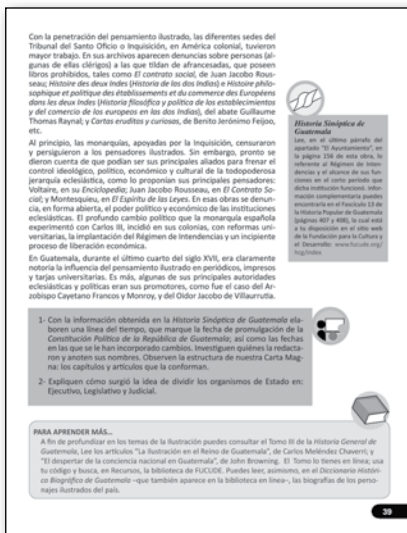 Con la penetración del pensamiento ilustrado, las diferentes sedes del
Tribunal del Santo Oficio o Inquisición, en América colonial, tuvieron
mayor trabajo. En sus archivos aparecen denuncias sobre personas (al-
gunas de ellas clérigos) a las que tildan de afrancesadas, que poseen
libros prohibidos, tales como El contrato social, de Juan Jacobo Rous-
seau; Histoire des deux Indes (Historia de las dos Indias) e Histoire philo-
sophique et politique des établissements et du commerce des Européens
dans les deux Indes (Historia filosófica y política de los establecimientos
y del comercio de los europeos en las dos Indias), del abate Guillaume
Thomas Raynal; y Cartas eruditas y curiosas, de Benito Jerónimo Feijoo,
etc.
Al principio, las monarquías, apoyadas por la Inquisición, censuraron
y persiguieron a los pensadores ilustrados. Sin embargo, pronto se
dieron cuenta de que podían ser sus principales aliados para frenar el
control ideológico, político, económico y cultural de la todopoderosa
jerarquía eclesiástica, como lo proponían sus principales pensadores:
Voltaire, en su Enciclopedia; Juan Jacobo Rousseau, en El Contrato So-
cial; y Montesquieu, en El Espíritu de las Leyes. En esas obras se denun-
cia, en forma abierta, el poder político y económico de las instituciones
eclesiásticas. El profundo cambio político que la monarquía española
experimentó con Carlos III, incidió en sus colonias, con reformas uni-
versitarias, la implantación del Régimen de Intendencias y un incipiente
proceso de liberación económica.
En Guatemala, durante el último cuarto del siglo XVII, era claramente
notoria la influencia del pensamiento ilustrado en periódicos, impresos
y tarjas universitarias. Es más, algunas de sus principales autoridades
eclesiásticas y políticas eran sus promotores, como fue el caso del Ar-
zobispo Cayetano Francos y Monroy, y del Oidor Jacobo de Villaurrutia.
Historia Sinóptica de
Guatemala
Lee, en el último párrafo del
apartado "El Ayuntamiento", en
la página 156 de esta obra, lo
referente al Régimen de Inten-
dencias y el alcance de sus fun-
ciones en el corto período que
dicha institución funcionó. Infor-
mación complementaria puedes
encontrarla en el Fascículo 13 de
la Historia Popular de Guatemala
(páginas 407 y 408), la cual está
a tu disposición en el sitio web
de la Fundación para la Cultura y
el Desarrollo: www.fucude.org/
hcg/index
1- Con la información obtenida en la Historia Sinóptica de Guatemala ela-
boren una línea del tiempo, que marque la fecha de promulgación de la
Constitución Política de la República de Guatemala; así como las fechas
en las que se le han incorporado cambios. Investiguen quiénes la redacta-
ron y anoten sus nombres. Observen la estructura de nuestra Carta Mag-
na: los capítulos y artículos que la conforman.
2- Expliquen cómo surgió la idea de dividir los organismos de Estado en:
Ejecutivo, Legislativo y Judicial.
PARA APRENDER MÁS...
A fin de profundizar en los temas de la Ilustración puedes consultar el Tomo III de la Historia General de
Guatemala, Lee los artículos "La Ilustración en el Reino de Guatemala", de Carlos Meléndez Chaverri; y
"El despertar de la conciencia nacional en Guatemala", de John Browning. El Tomo lo tienes en línea; usa
tu código y busca, en Recursos, la biblioteca de FUCUDE. Puedes leer, asimismo, en el Diccionario Históri-
co Biográfico de Guatemala –que también aparece en la biblioteca en línea–, las biografías de los perso-
najes ilustrados del país.
39